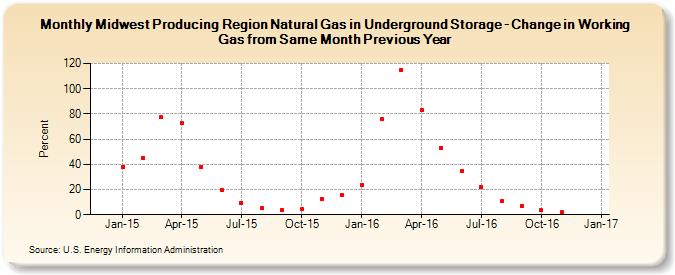 Monthly Midwest Producing Region Natural Gas in Underground Storage - Change in Working
Gas from Same Month Previous Year
Percent
120
100
80
60
40
20
0
Jan-15 Apr-15 Jul-15 Oct-15 Jan-16 Apr-16 Jul-16 Oct-16 Jan-17
Source: U.S. Energy Information Administration